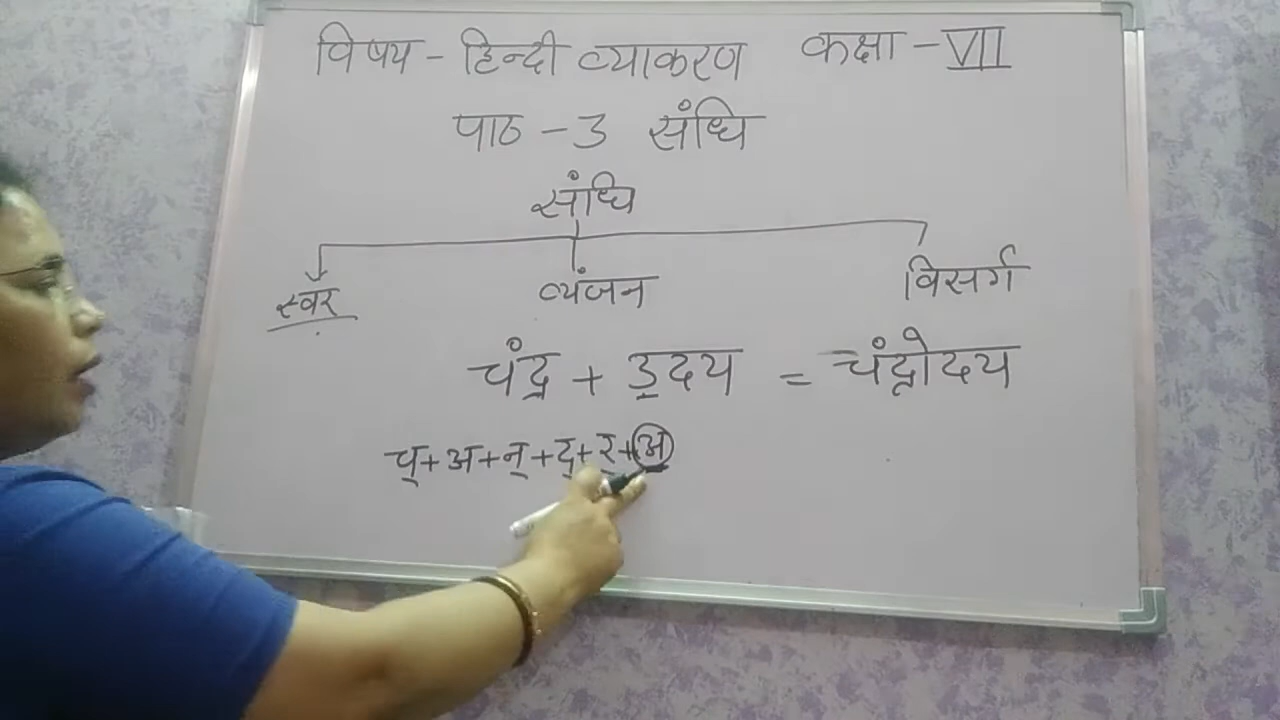 विषय - हिन्दी व्याकरण कक्षा - VII
पाठ - 3 संधि
संधि
स्वर व्यंजन विसर्ग
चंद्र + उदय = चंद्रोदय
च् + अ + न् + द् + र् + अ